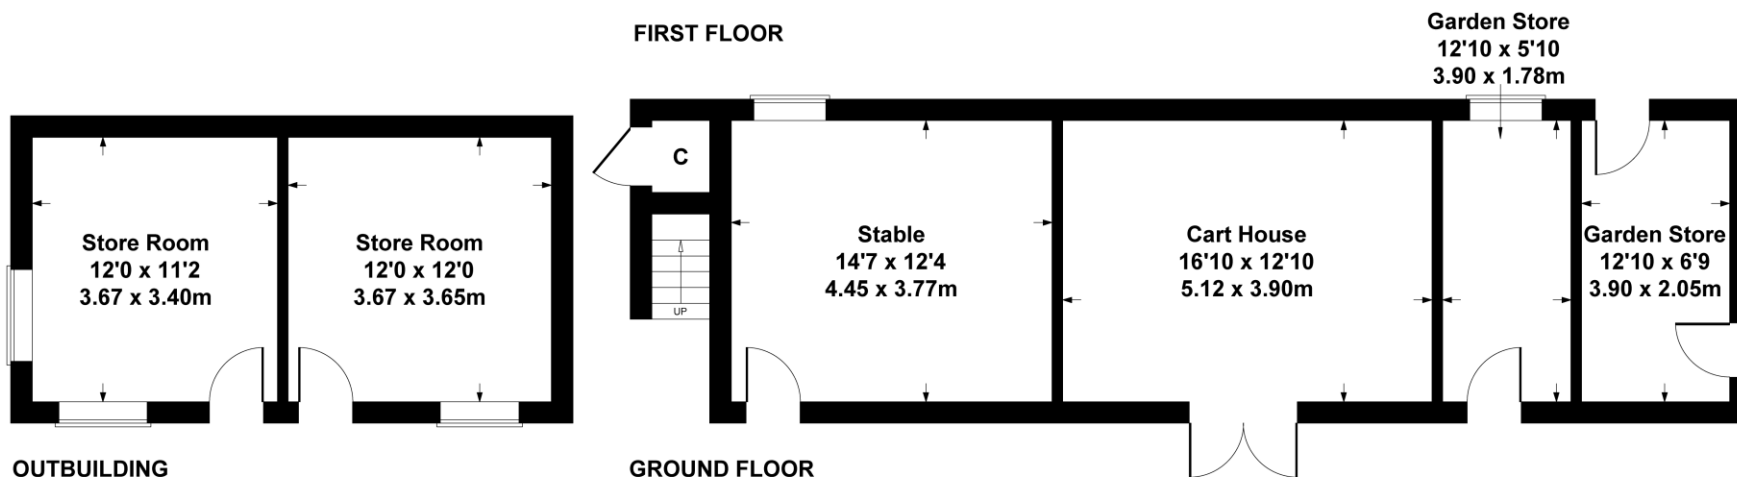 FIRST FLOOR
Garden Store
12'10 x 5'10
3.90 x 1.78m
C
Store Room
12'0 x 11'2
3.67 x 3.40m
Store Room
12'0 x 12'0
3.67 x 3.65m
Stable
14'7 x 12'4
4.45 x 3.77m
Cart House
16'10 x 12'10
5.12 x 3.90m
Garden Store
12'10 x 6'9
3.90 x 2.05m
UP
OUTBUILDING
GROUND FLOOR